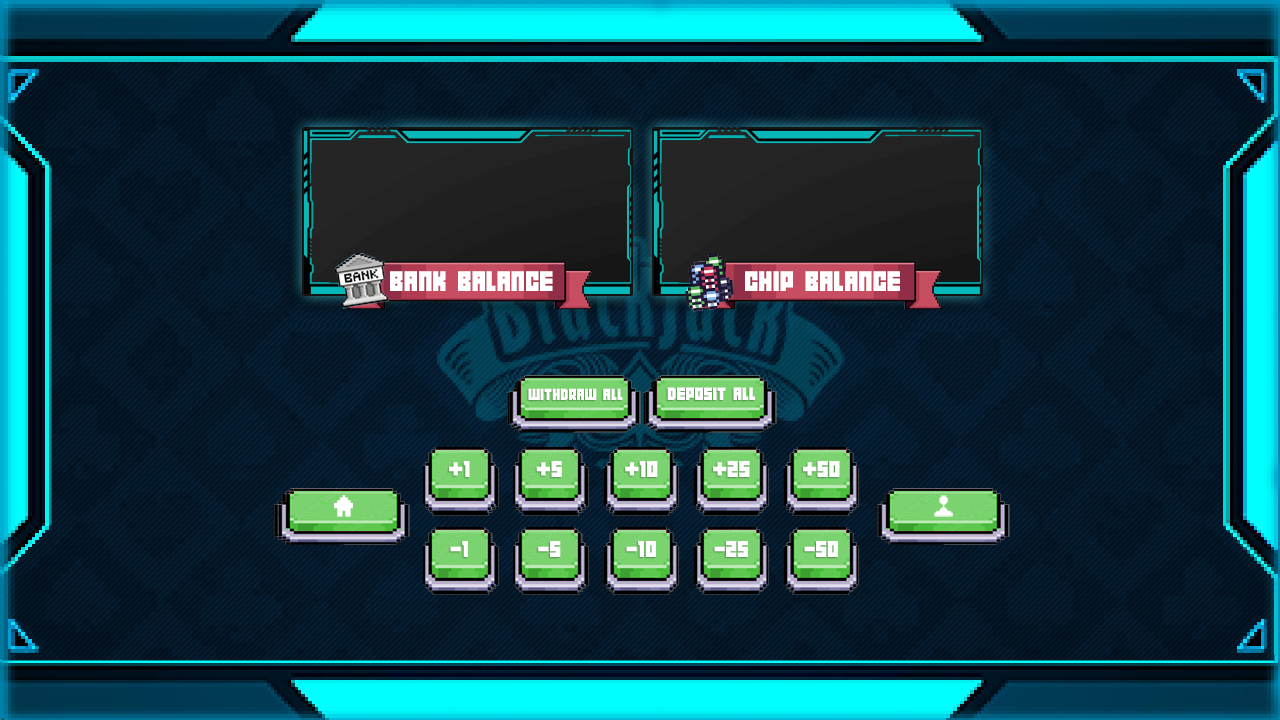 BANK
BANK BALANCE
CHIP BALANCE
BlackJack
WITHDRAW ALL
DEPOSIT ALL
+1
+5
+10
+25
+50
-1
-5
-10
-25
-50